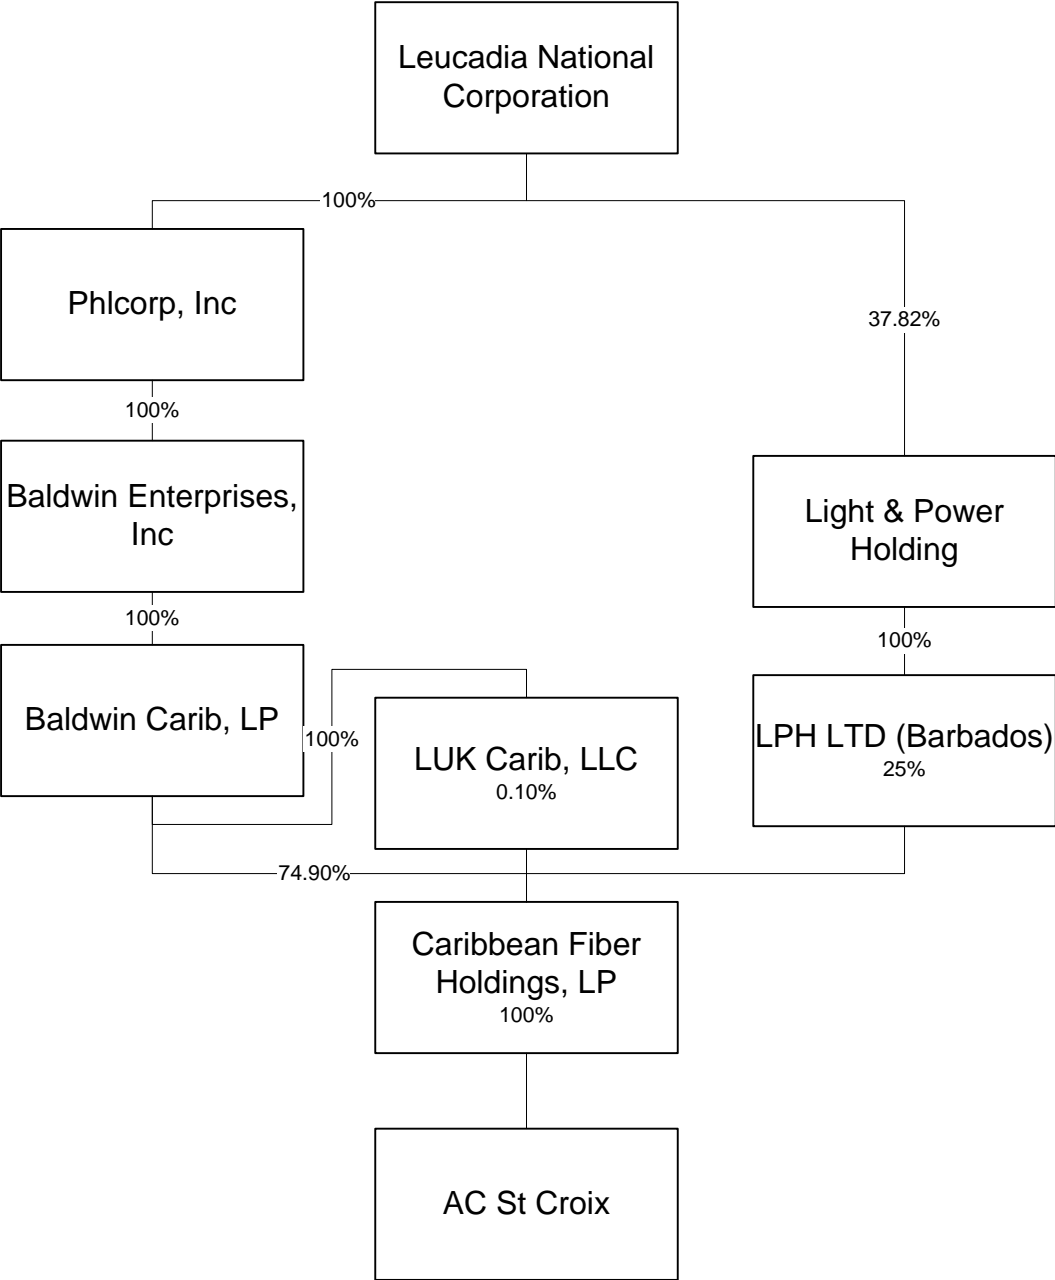 Leucadia National
Corporation
100%
Phlcorp, Inc
37.82%
100%
Baldwin Enterprises,
Inc
Light & Power
Holding
100%
100%
Baldwin Carib, LP
100%
LUK Carib, LLC
0.10%
LPH LTD (Barbados)
25%
74.90%
Caribbean Fiber
Holdings, LP
100%
AC St Croix